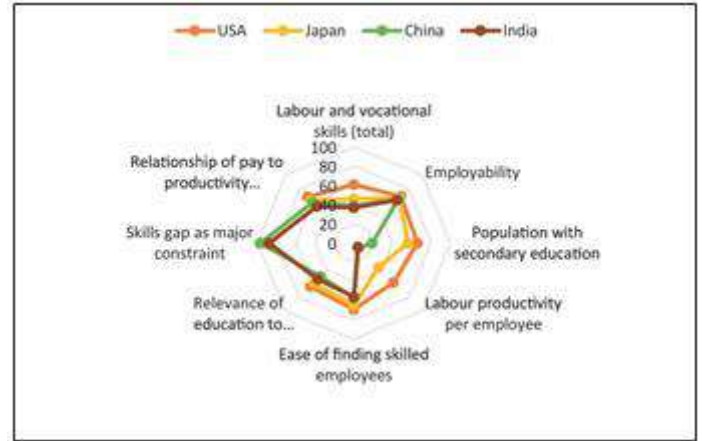 USA Japan China India
Labour and vocational
skills (total)
100
80
60
40
20
0
Employability
Population with
secondary education
Labour productivity
per employee
Ease of finding skilled
employees
Relevance of
education to...
Skills gap as major
constraint
Relationship of pay to
productivity...